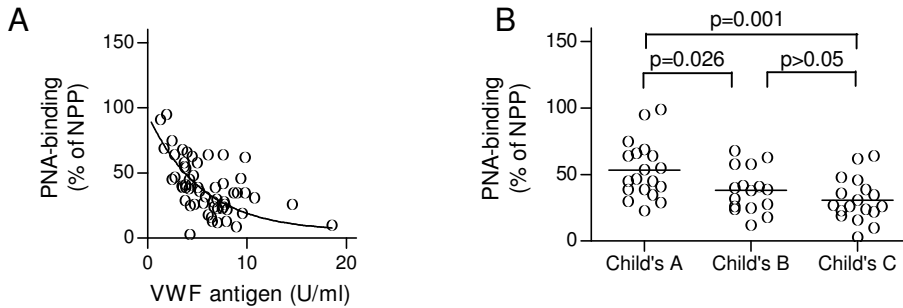 A
PNA-binding
(% of NPP)
150
100
50
0
0
10
20
VWF antigen (U/ml)
B
PNA-binding
(% of NPP)
150
100
50
0
p=0.001
p=0.026
p>0.05
Child's A
Child's B
Child's C